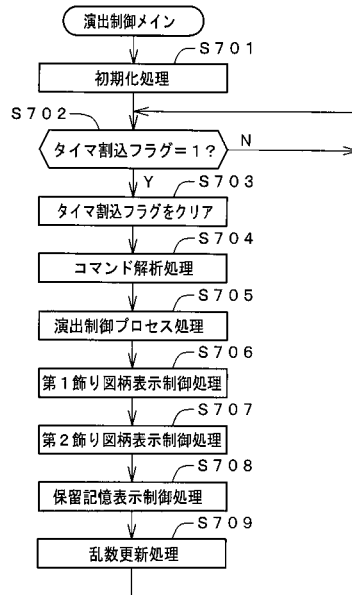 演出制御メイン
S701
初期化処理
S702
タイマ割込フラグ=1?
N
Y
S703
タイマ割込フラグをクリア
S704
コマンド解析処理
S705
演出制御プロセス処理
S706
第1飾り図柄表示制御処理
S707
第2飾り図柄表示制御処理
S708
保留記憶表示制御処理
S709
乱数更新処理